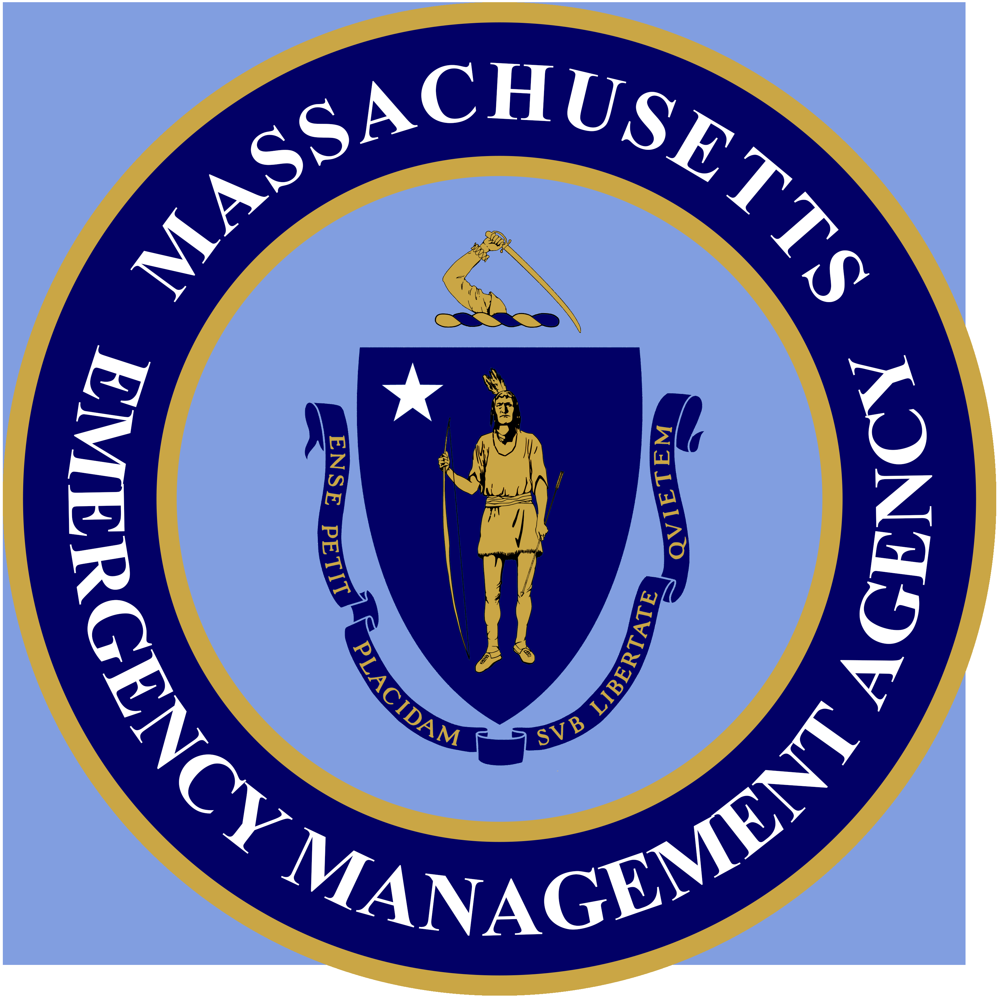 MASSACHUSETTS
EMERGENCY MANAGEMENT AGENCY
ENSE PETIT
PLACIDAM
SVB LIBERTATE
QVIETEM